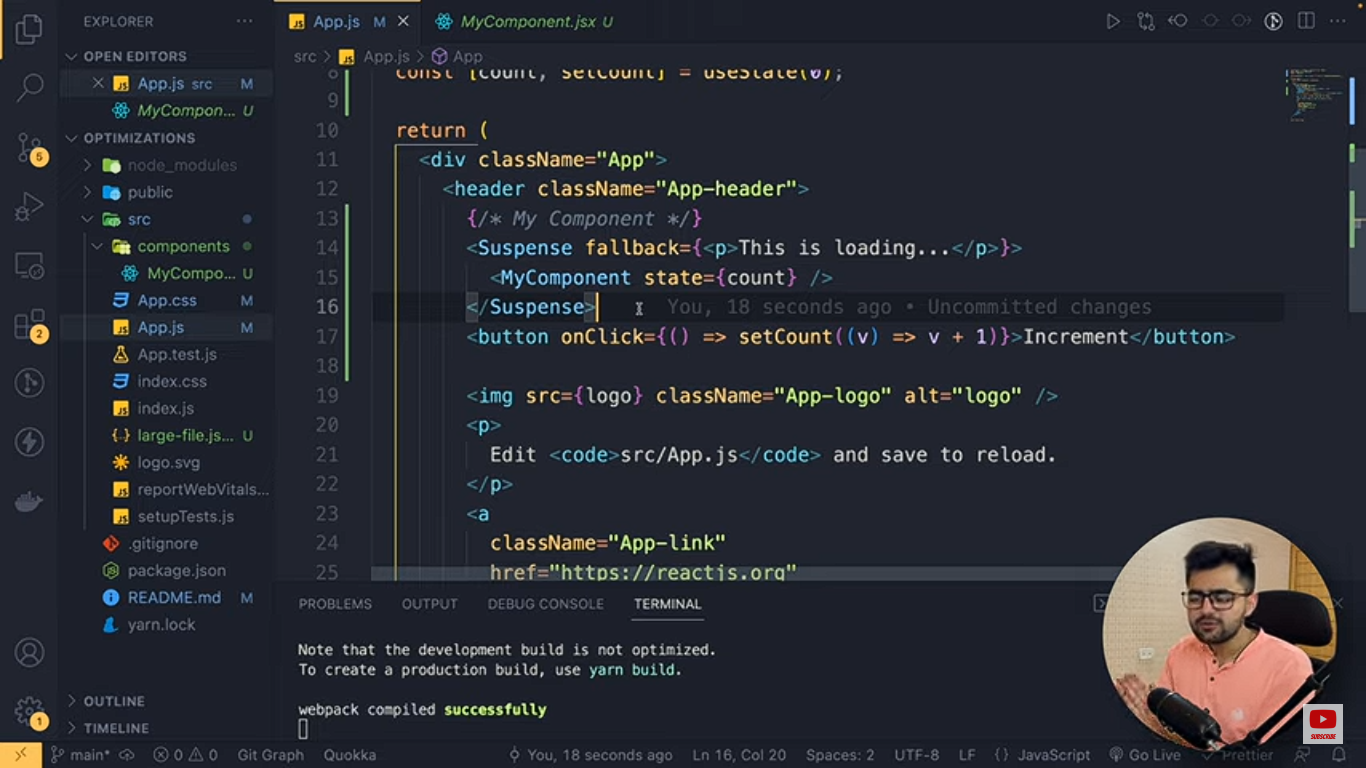 EXPLORER
OPEN EDITORS
App.js src M
MyCompon... U
OPTIMIZATIONS
node_modules
public
src
components
MyCompo... U
App.css M
App.js M
App.test.js
index.css
index.js
large-file.js... U
logo.svg
reportWebVitals...
setupTests.js
.gitignore
package.json
README.md M
yarn.lock
OUTLINE
TIMELINE
5
2
1
App.js M
MyComponent.jsx U
src > App.js > App
8 const [count, setCount] = useState(0);
9
10 return (
11 <div className="App">
12 <header className="App-header">
13 {/* My Component */}
14 <Suspense fallback={<p>This is loading...</p>}>
15 <MyComponent state={count} />
16 </Suspense> You, 18 seconds ago • Uncommitted changes
17 <button onClick={() => setCount((v) => v + 1)}>Increment</button>
18
19 <img src={logo} className="App-logo" alt="logo" />
20 <p>
21 Edit <code>src/App.js</code> and save to reload.
22 </p>
23 <a
24 className="App-link"
25 href="https://reactjs.org"
PROBLEMS OUTPUT DEBUG CONSOLE TERMINAL
Note that the development build is not optimized.
To create a production build, use yarn build.
webpack compiled successfully
SUBSCRIBE
main* 0 0 Git Graph Quokka You, 18 seconds ago Ln 16, Col 20 Spaces: 2 UTF-8 LF {} JavaScript Go Live Prettier